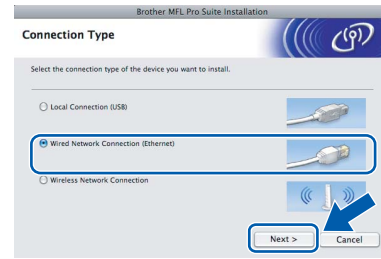 Brother MFL Pro Suite Installation
Connection Type
Select the connection type of the device you want to install.
Local Connection (USB)
Wired Network Connection (Ethernet)
Wireless Network Connection
Next >
Cancel